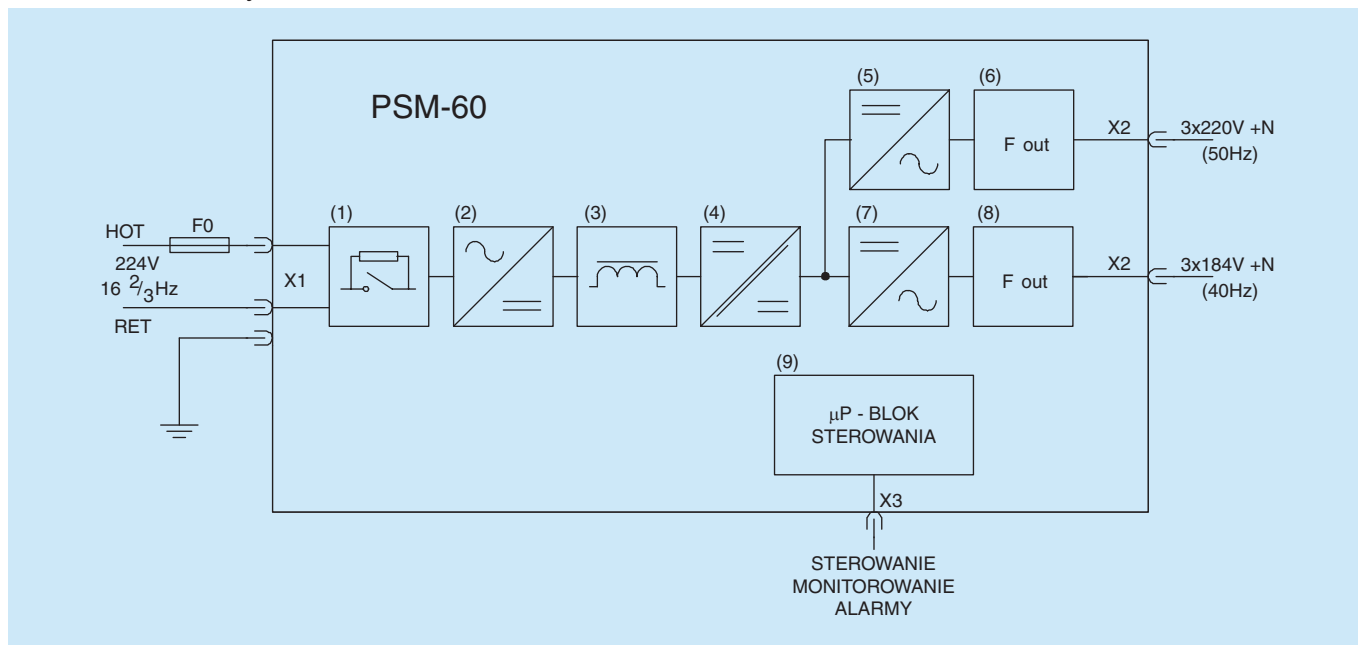 PSM-60
(5)
(6)
F out
X2
3x220V +N
(50Hz)
HOT
F0
224V
16 2/3Hz
RET
X1
(1)
(2)
(3)
(4)
(7)
(8)
F out
X2
3x184V +N
(40Hz)
(9)
µP - BLOK
STEROWANIA
X3
STEROWANIE
MONITOROWANIE
ALARMY